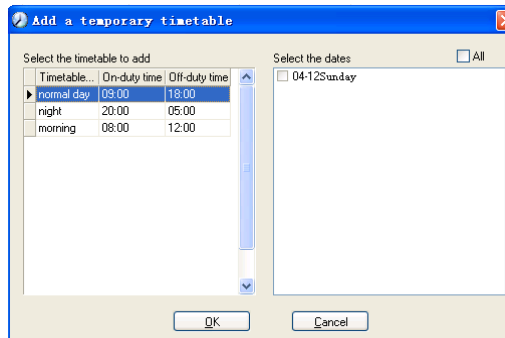 Add a temporary timetable
Select the timetable to add
Select the dates
All
Timetable... On-duty time Off-duty time
normal day 09:00 18:00
night 20:00 05:00
morning 08:00 12:00
04-12Sunday
OK
Cancel